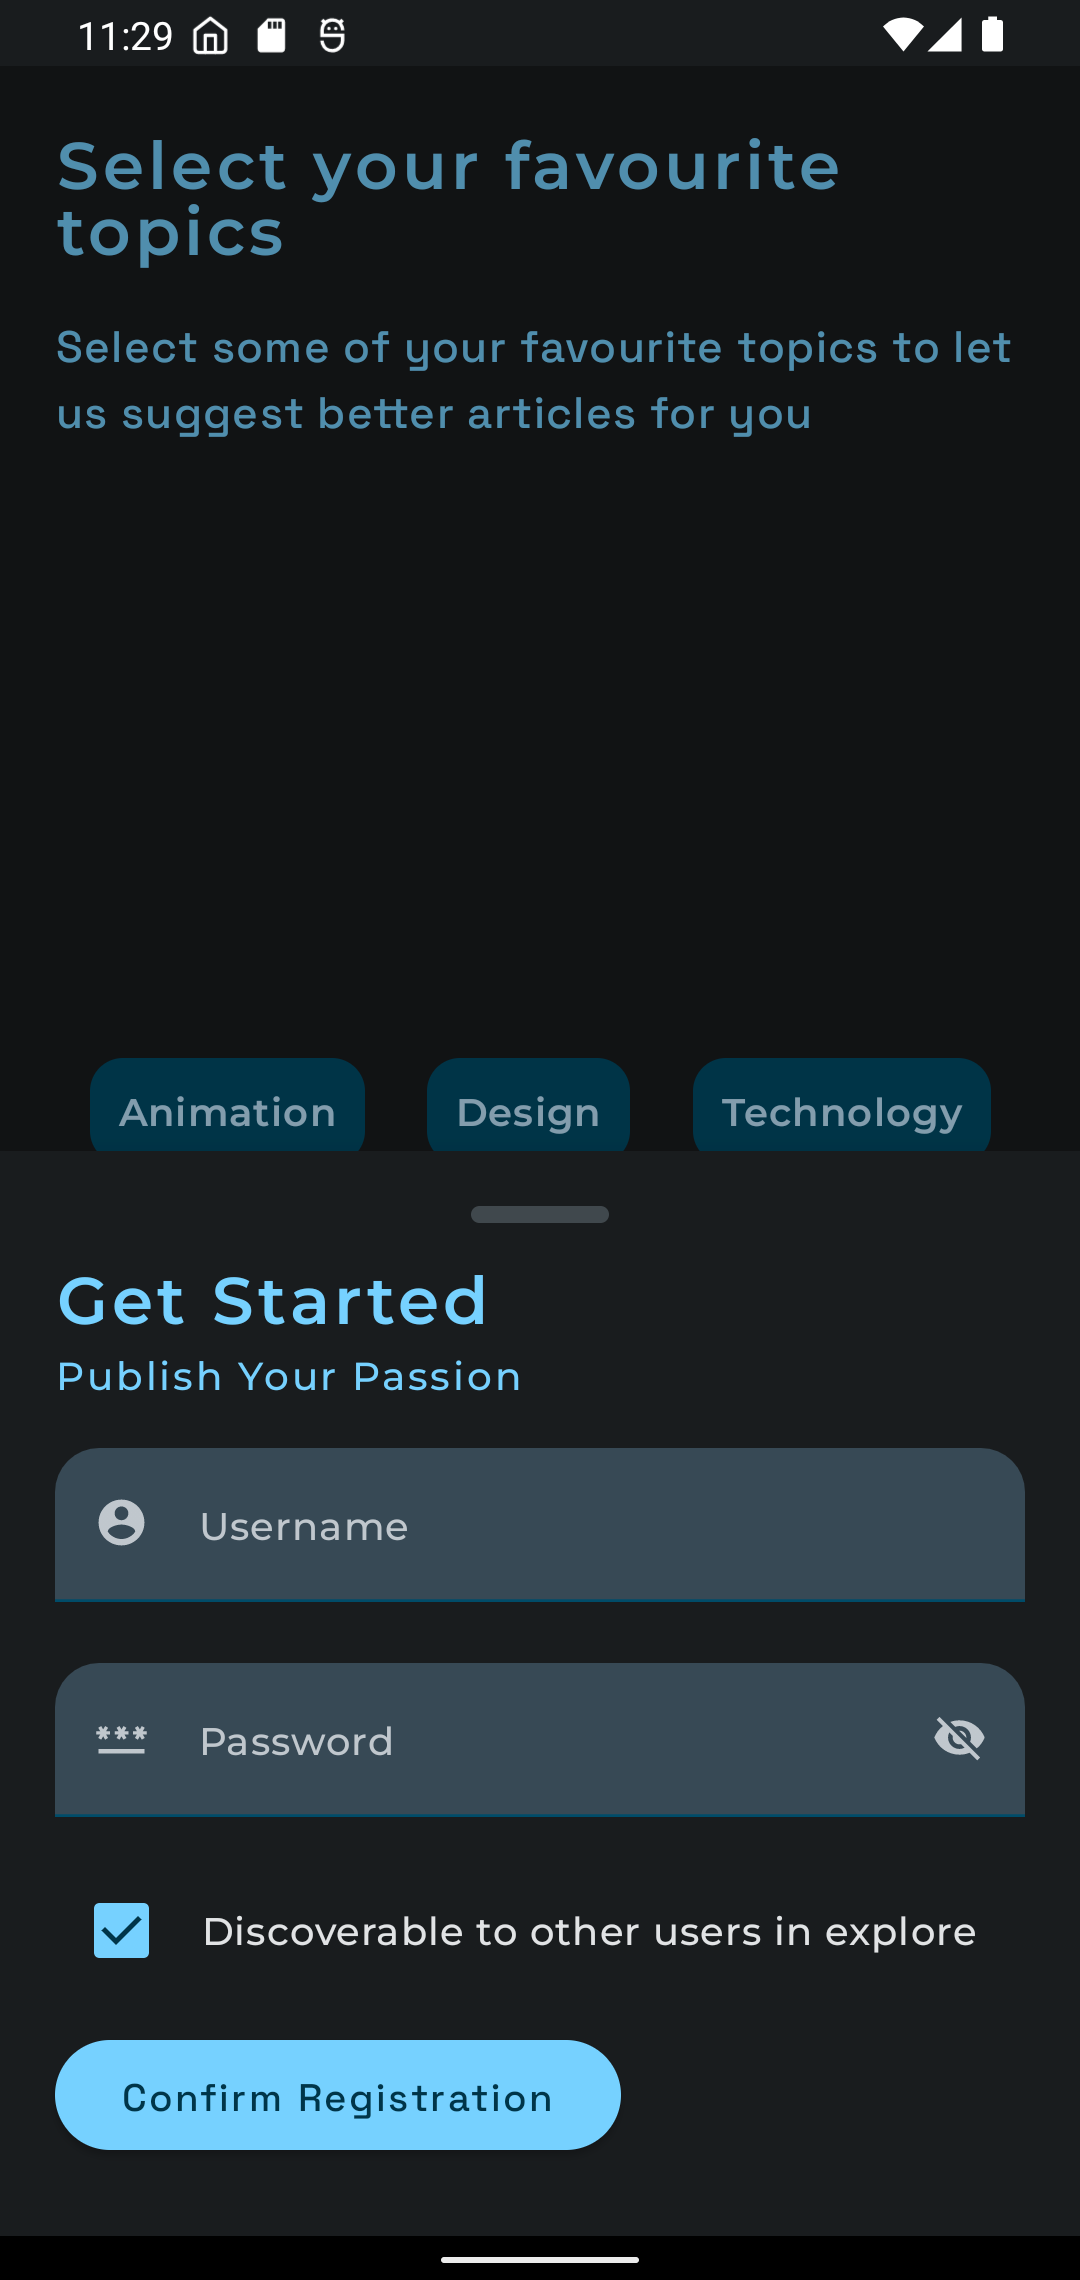 11:29
Select your favourite
topics
Select some of your favourite topics to let
us suggest better articles for you
Animation Design Technology
Get Started
Publish Your Passion
Username
Password
Discoverable to other users in explore
Confirm Registration